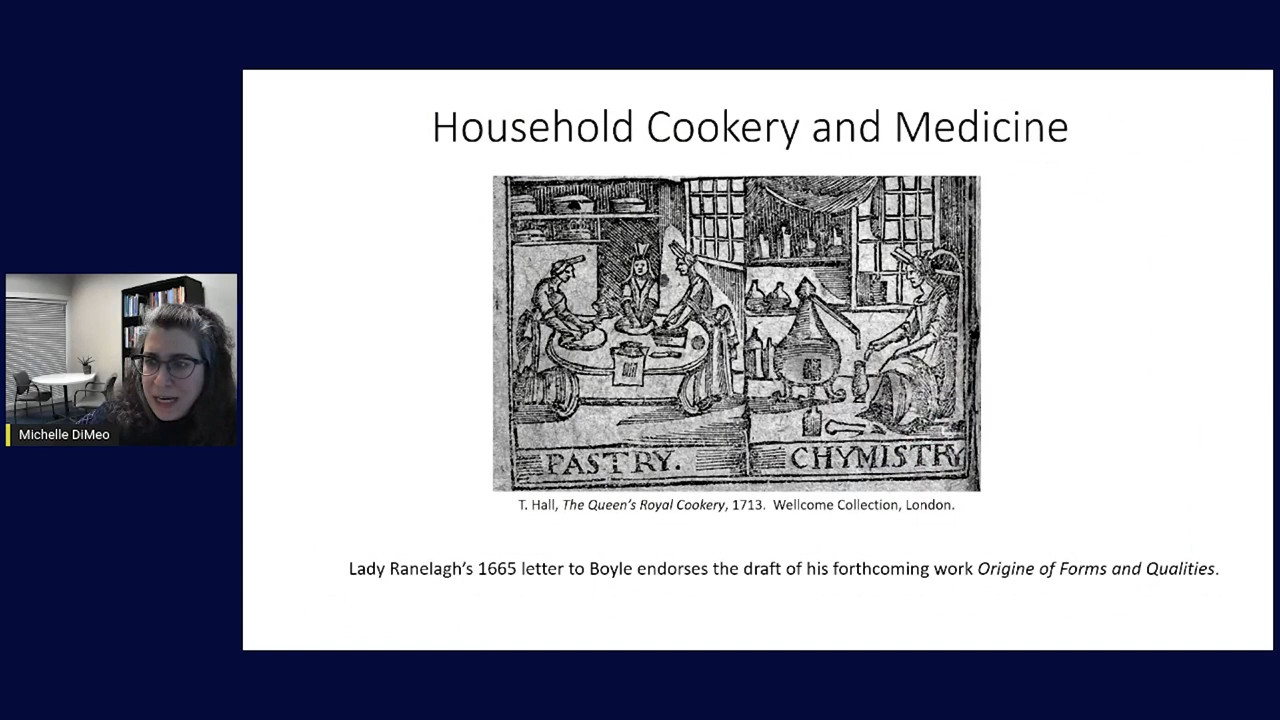 Household Cookery and Medicine
PASTRY.
CHYMISTRY
T. Hall, The Queen's Royal Cookery, 1713. Wellcome Collection, London.
Lady Ranelagh's 1665 letter to Boyle endorses the draft of his forthcoming work Origine of Forms and Qualities.
Michelle DiMeo